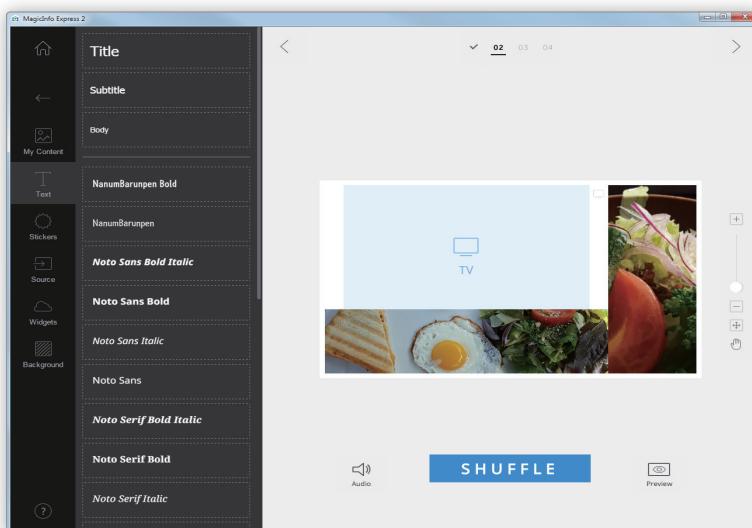 MagicInfo Express 2
My Content
Text
Stickers
Source
Widgets
Background
?
Title
Subtitle
Body
NanumBarunpen Bold
NanumBarunpen
Noto Sans Bold Italic
Noto Sans Bold
Noto Sans Italic
Noto Sans
Noto Serif Bold Italic
Noto Serif Bold
Noto Serif Italic
02 03 04
TV
Audio
SHUFFLE
Preview